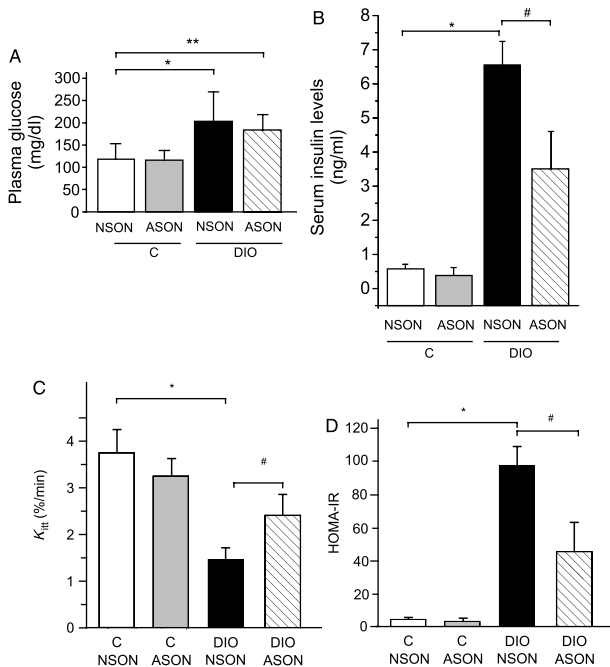 A
Plasma glucose
(mg/dl)
300
250
200
150
100
50
0
*
**
NSON ASON NSON ASON
C DIO
B
Serum insulin levels
(ng/ml)
8
7
6
5
4
3
2
1
0
* #
NSON ASON NSON ASON
C DIO
C
Kitt (%/min)
4
3
2
1
0
*
#
C C DIO DIO
NSON ASON NSON ASON
D
HOMA-IR
120
100
80
60
40
20
0
* #
C C DIO DIO
NSON ASON NSON ASON